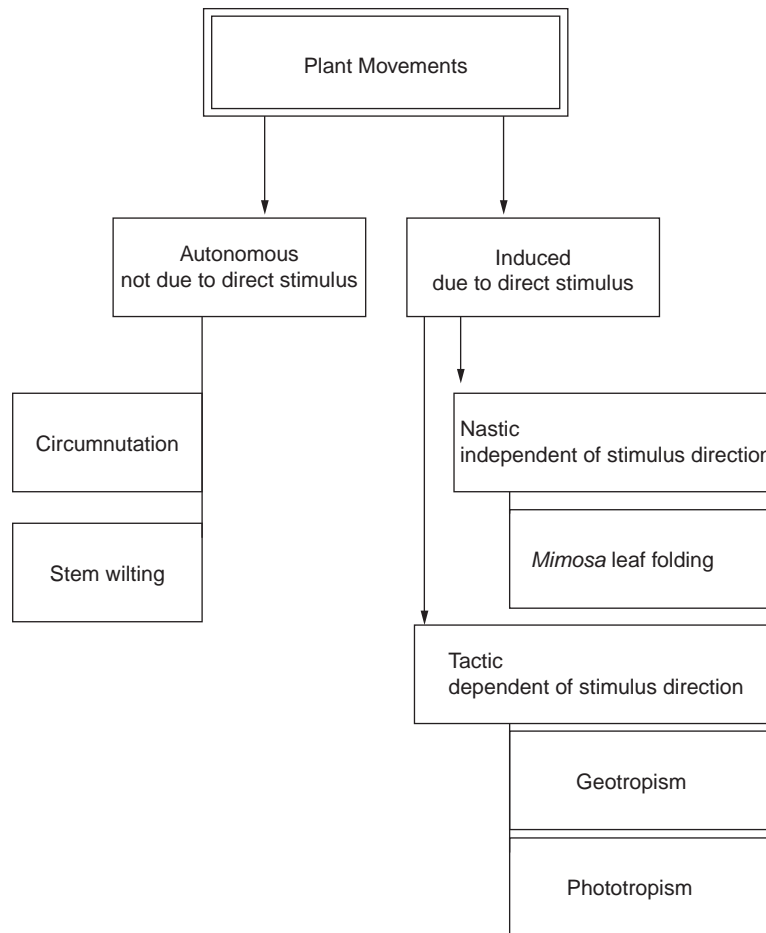 Plant Movements
Autonomous
not due to direct stimulus
Induced
due to direct stimulus
Circumnutation
Stem wilting
Nastic
independent of stimulus direction
Mimosa leaf folding
Tactic
dependent of stimulus direction
Geotropism
Phototropism